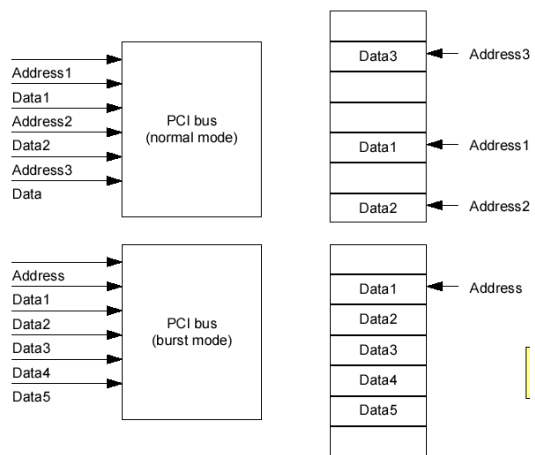 Address1
Data1
Address2
Data2
Address3
Data
PCI bus
(normal mode)
Data3
Address3
Data1
Address1
Data2
Address2
Address
Data1
Data2
Data3
Data4
Data5
PCI bus
(burst mode)
Data1
Address
Data2
Data3
Data4
Data5